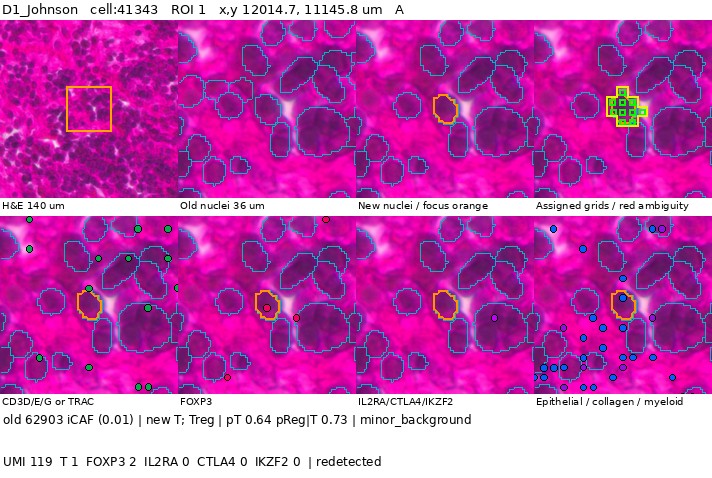 D1_Johnson   cell:41343   ROI 1   x,y 12014.7, 11145.8 um   A
H&E 140 um
Old nuclei 36 um
New nuclei / focus orange
Assigned grids / red ambiguity
CD3D/E/G or TRAC
FOXP3
IL2RA/CTLA4/IKZF2
Epithelial / collagen / myeloid
old 62903 iCAF (0.01) | new T; Treg | pT 0.64 pReg|T 0.73 | minor_background
UMI 119  T 1  FOXP3 2  IL2RA 0  CTLA4 0  IKZF2 0  | redetected